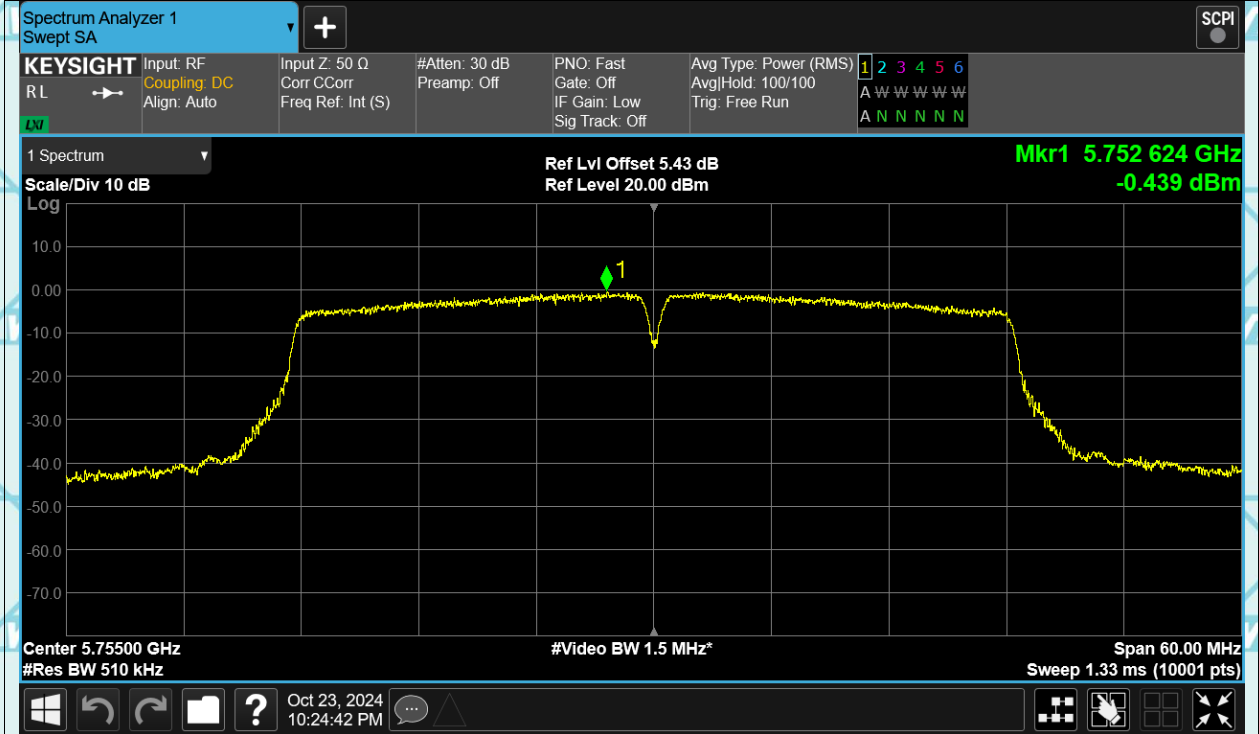 Spectrum Analyzer 1
Swept SA
SCPI
KEYSIGHT
R L
LXI
Input: RF
Coupling: DC
Align: Auto
Input Z: 50 Ω
Corr CCorr
Freq Ref: Int (S)
#Atten: 30 dB
Preamp: Off
PNO: Fast
Gate: Off
IF Gain: Low
Sig Track: Off
Avg Type: Power (RMS)
Avg|Hold: 100/100
Trig: Free Run
1 2 3 4 5 6
A W W W W W
A N N N N N
1 Spectrum
Scale/Div 10 dB
Log
Ref Lvl Offset 5.43 dB
Ref Level 20.00 dBm
Mkr1 5.752 624 GHz
-0.439 dBm
1
10.0
0.00
-10.0
-20.0
-30.0
-40.0
-50.0
-60.0
-70.0
Center 5.75500 GHz
#Res BW 510 kHz
#Video BW 1.5 MHz*
Span 60.00 MHz
Sweep 1.33 ms (10001 pts)
?
Oct 23, 2024
10:24:42 PM